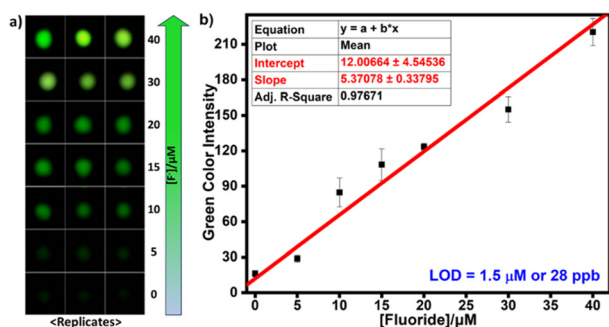 a)
40
30
20
15
10
5
0
[F-]/μM
<Replicates>
b)
Equation y = a + b*x
Plot Mean
Intercept 12.00664 ± 4.54536
Slope 5.37078 ± 0.33795
Adj. R-Square 0.97671
Green Color Intensity
210
180
150
120
90
60
30
0
LOD = 1.5 μM or 28 ppb
0 5 10 15 20 25 30 35 40
[Fluoride]/μM